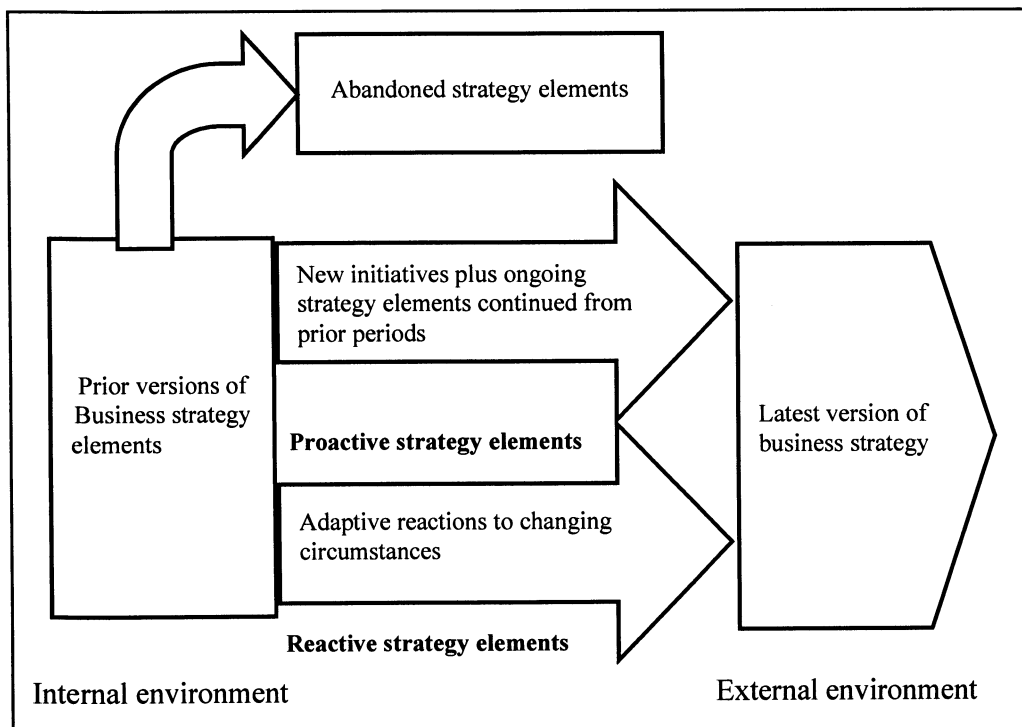 Abandoned strategy elements
New initiatives plus ongoing
strategy elements continued from
prior periods
Prior versions of
Business strategy
elements
Proactive strategy elements
Latest version of
business strategy
Adaptive reactions to changing
circumstances
Reactive strategy elements
Internal environment
External environment